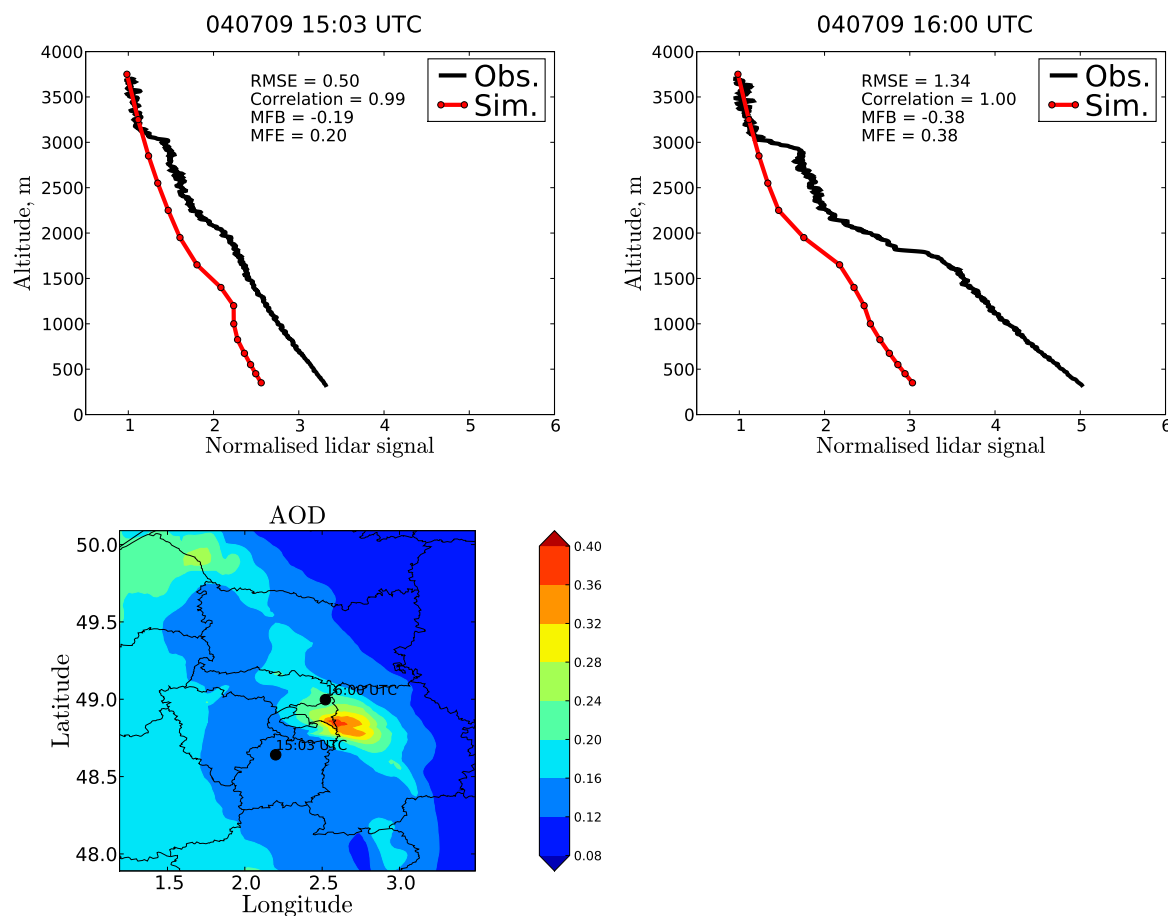 040709 15:03 UTC
4000
3500
3000
2500
2000
1500
1000
500
0
Altitude, m
RMSE = 0.50
Correlation = 0.99
MFB = -0.19
MFE = 0.20
Obs.
Sim.
1 2 3 4 5 6
Normalised lidar signal
040709 16:00 UTC
4000
3500
3000
2500
2000
1500
1000
500
0
Altitude, m
RMSE = 1.34
Correlation = 1.00
MFB = -0.38
MFE = 0.38
Obs.
Sim.
1 2 3 4 5 6
Normalised lidar signal
AOD
50.0
49.5
49.0
48.5
48.0
Latitude
16:00 UTC
15:03 UTC
1.5 2.0 2.5 3.0
Longitude
0.40
0.36
0.32
0.28
0.24
0.20
0.16
0.12
0.08